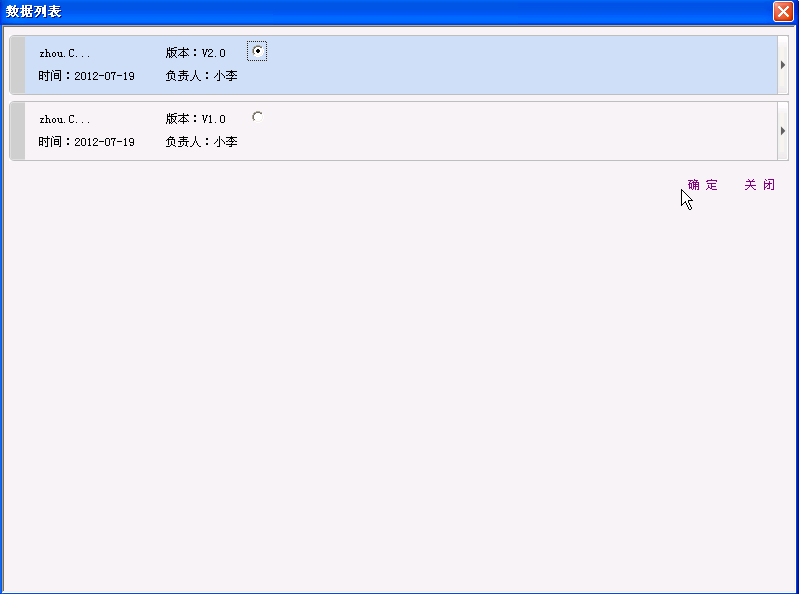 数据列表
zhou.C... 版本：V2.0
时间：2012-07-19 负责人：小李
zhou.C... 版本：V1.0
时间：2012-07-19 负责人：小李
确 定 关 闭